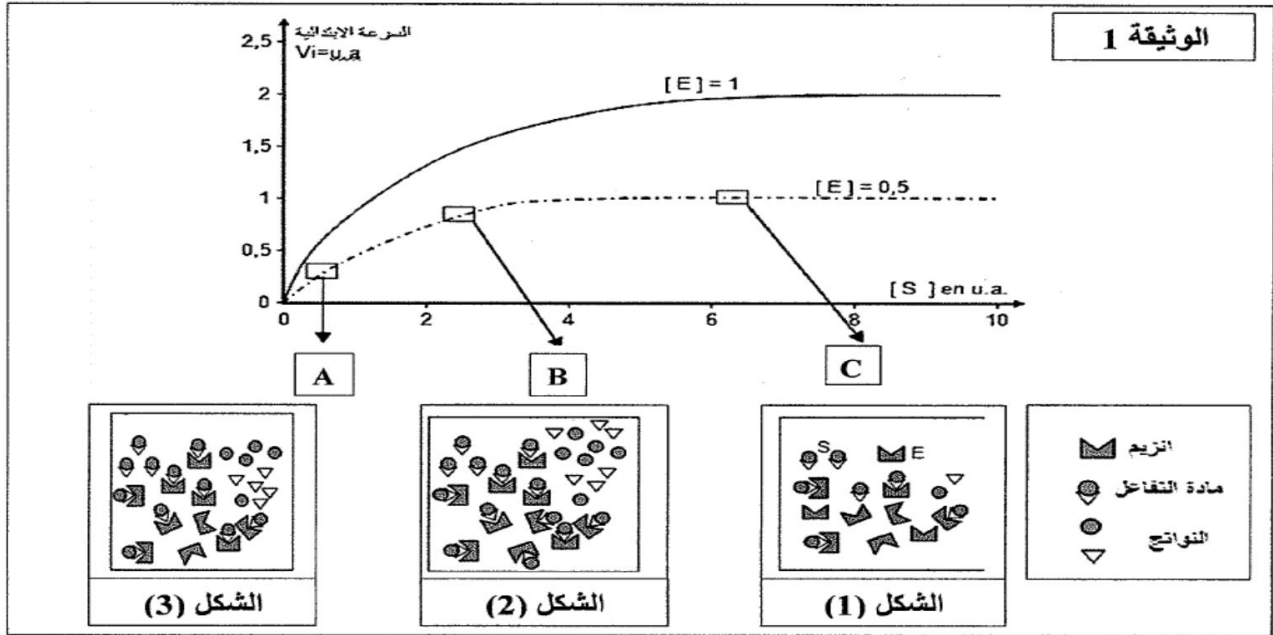 الوثيقة 1
السرعة الابتدائية
Vi=u.a
2,5
2
1,5
1
0,5
0
[ E ] = 1
[ E ] = 0,5
[ S ] en u.a.
0 2 4 6 8 10
A B C
S
E
انزيم
مادة التفاعل
النواتج
الشكل (1)
الشكل (2)
الشكل (3)